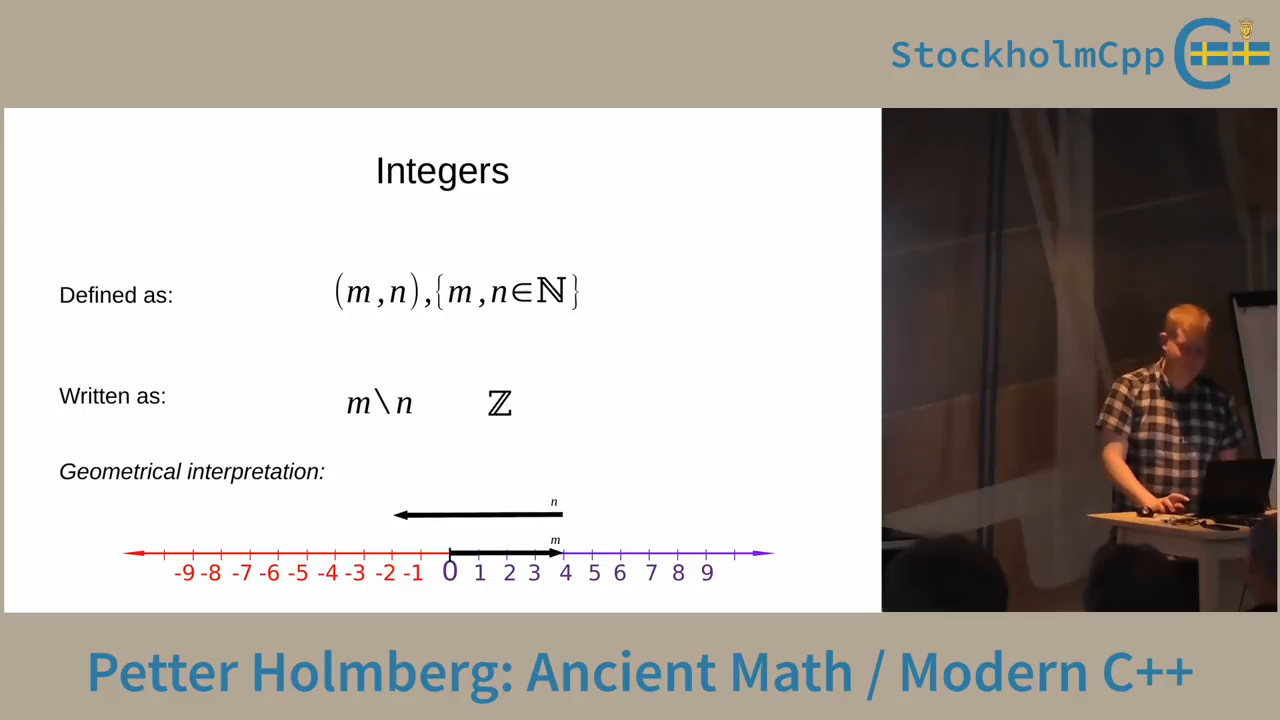 StockholmCpp
Integers
Defined as: (m,n),{m,n∈ℕ}
Written as: m\n ℤ
Geometrical interpretation:
n
m
-9 -8 -7 -6 -5 -4 -3 -2 -1 0 1 2 3 4 5 6 7 8 9
Petter Holmberg: Ancient Math / Modern C++